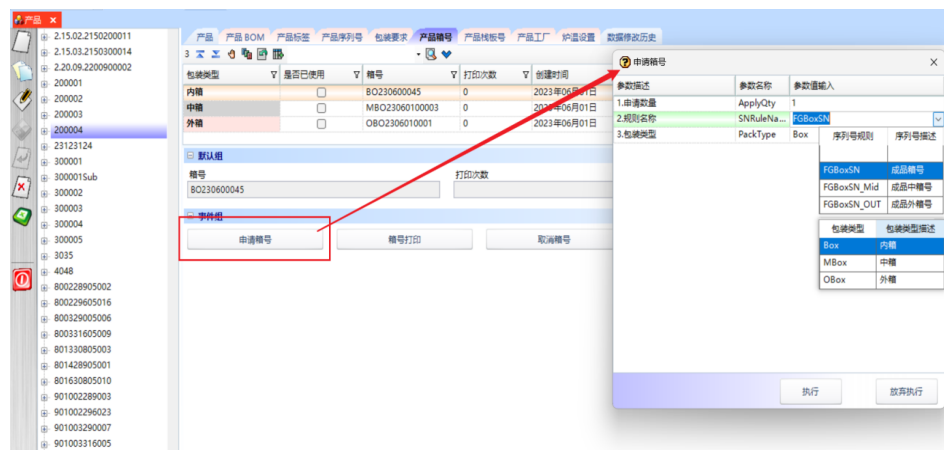 产品 ×
2.15.02.2150200011
2.15.03.2150300014
2.20.09.2200900002
200001
200002
200003
200004
23121124
300001
300001Sub
300002
300003
300004
300005
3035
4048
800228905002
800229605016
800329005006
800331605009
801330805003
801428905001
801630805010
901002289003
901002296023
901003290007
901003316005
产品 产品 BOM 产品标签 产品序列号 包装要求 产品箱号 产品栈板号 产品工厂 炉温设置 数据修改历史
3
包装类型 是否已使用 箱号 打印次数 创建时间
内箱 BO230600045 0 2023年06月01日
中箱 MBO23060100003 0 2023年06月01日
外箱 OBO2306010001 0 2023年06月01日
默认组
箱号 打印次数
BO230600045
事件组
申请箱号 箱号打印 取消箱号
申请箱号 ×
参数描述 参数名称 参数值输入
1.申请数量 ApplyQty 1
2.规则名称 SNRuleNa... FGBoxSN
3.包装类型 PackType Box
序列号规则 序列号描述
FGBoxSN 成品箱号
FGBoxSN_Mid 成品中箱号
FGBoxSN_OUT 成品外箱号
包装类型 包装类型描述
Box 内箱
MBox 中箱
OBox 外箱
执行 放弃执行